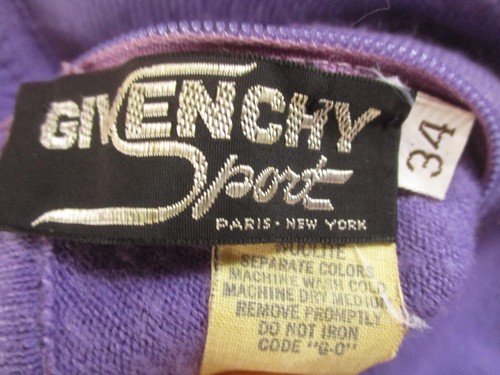 GIVENCHY
Sport
PARIS · NEW YORK
34
SEPARATE COLORS
MACHINE WASH COLD
MACHINE DRY MEDIUM
REMOVE PROMPTLY
DO NOT IRON
CODE "G-0"